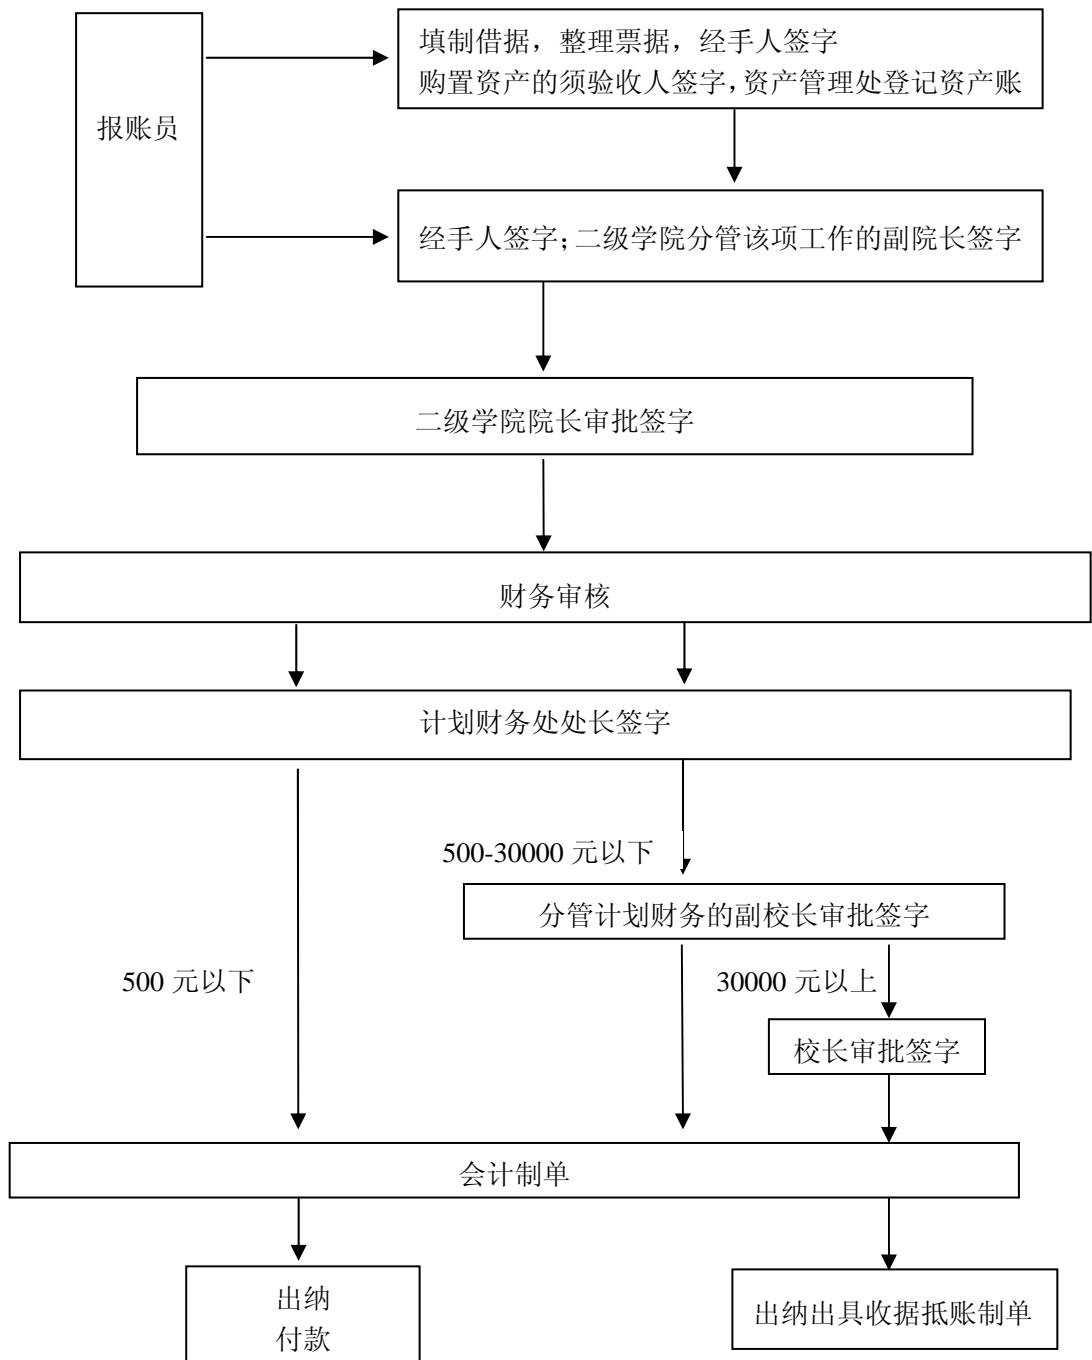 填制借据，整理票据，经手人签字
购置资产的须验收人签字，资产管理处登记资产账
报账员
经手人签字；二级学院分管该项工作的副院长签字
二级学院院长审批签字
财务审核
计划财务处处长签字
500-30000 元以下
分管计划财务的副校长审批签字
500 元以下
30000 元以上
校长审批签字
会计制单
出纳
付款
出纳出具收据抵账制单